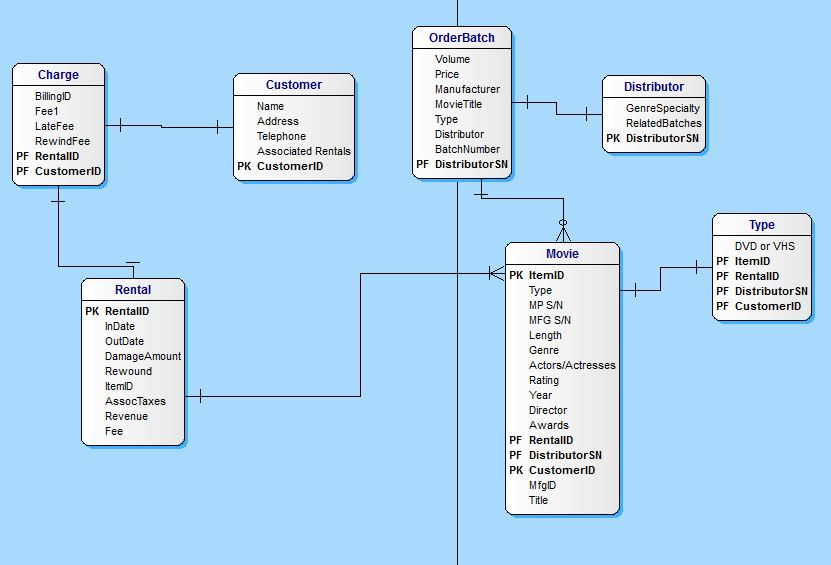 Charge
BillingID
Fee1
LateFee
RewindFee
PF RentalID
PF CustomerID
Customer
Name
Address
Telephone
Associated Rentals
PK CustomerID
OrderBatch
Volume
Price
Manufacturer
MovieTitle
Type
Distributor
BatchNumber
PF DistributorSN
Distributor
GenreSpecialty
RelatedBatches
PK DistributorSN
Rental
PK RentalID
InDate
OutDate
DamageAmount
Rewound
ItemID
AssocTaxes
Revenue
Fee
Movie
PK ItemID
Type
MP S/N
MFG S/N
Length
Genre
Actors/Actresses
Rating
Year
Director
Awards
PF RentalID
PF DistributorSN
PK CustomerID
MfgID
Title
Type
DVD or VHS
PF ItemID
PF RentalID
PF DistributorSN
PF CustomerID